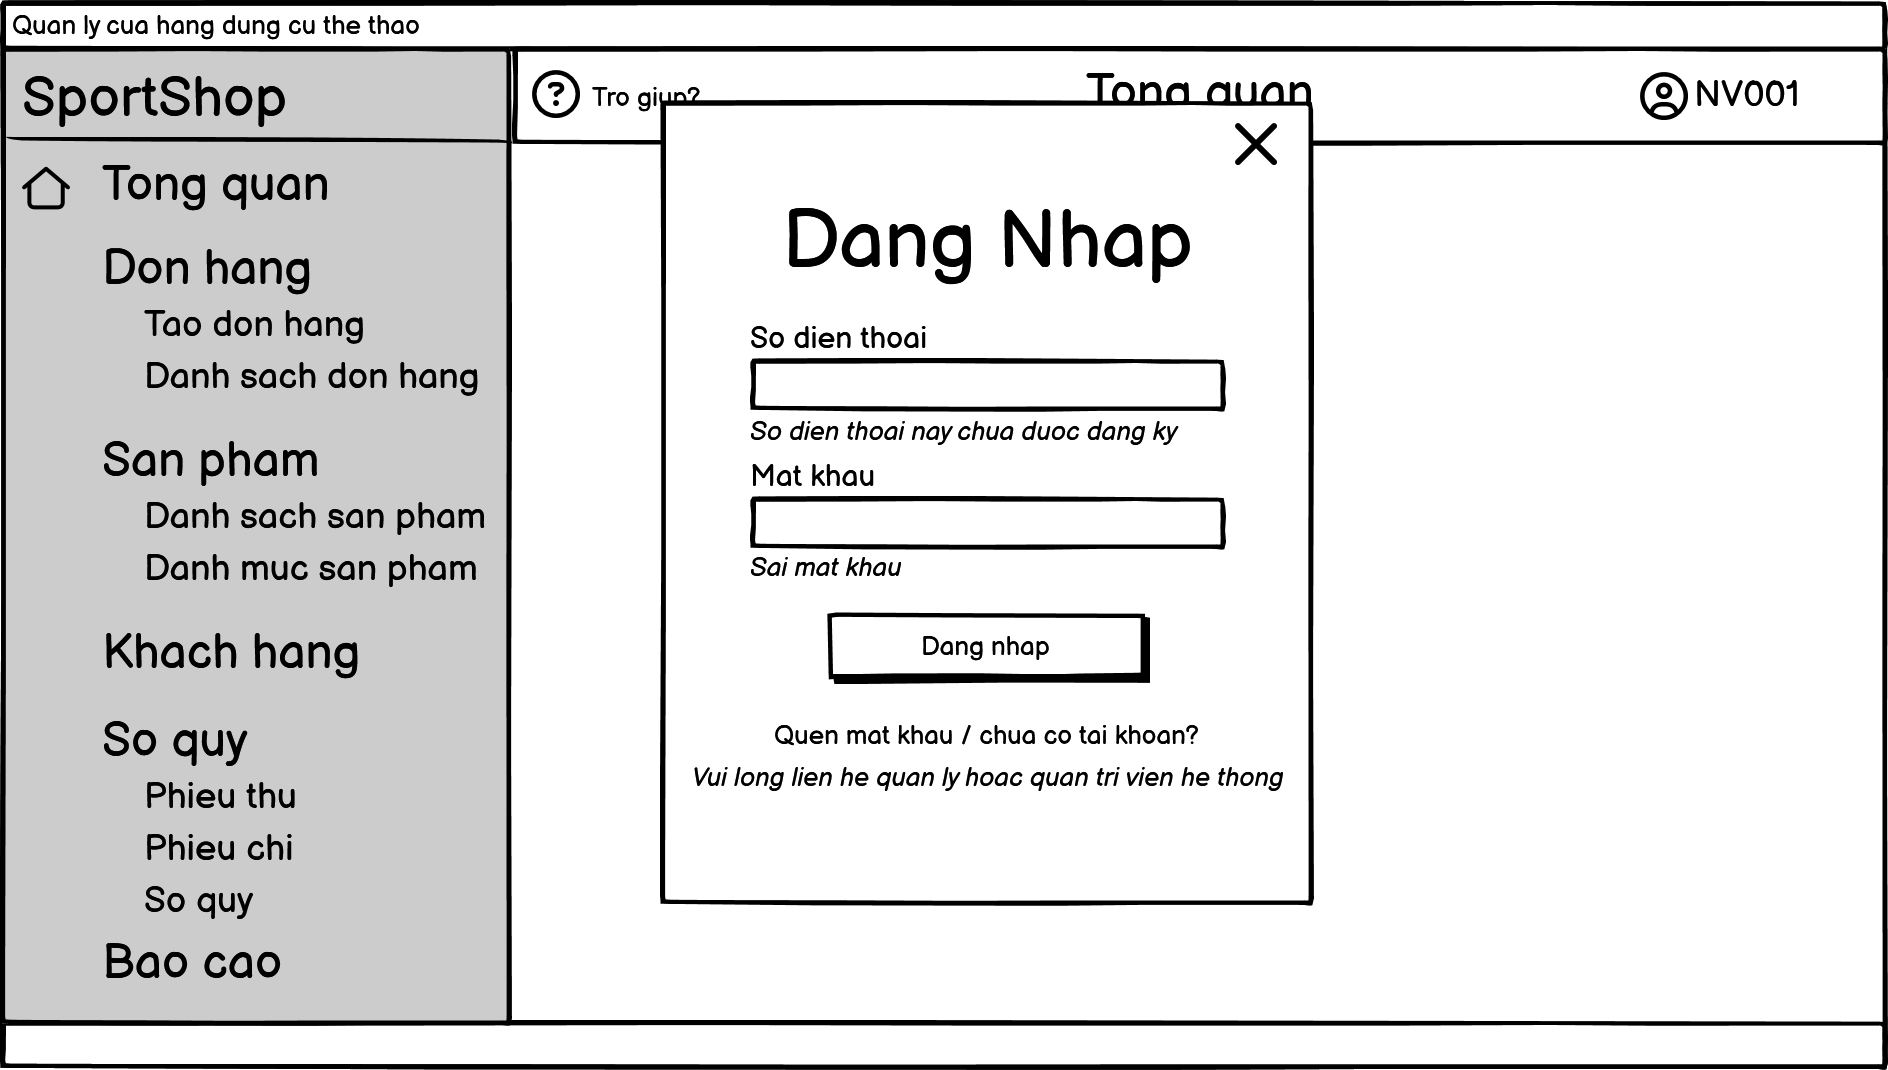 Quan ly cua hang dung cu the thao
SportShop
Tro giup?
Tong quan
NV001
Tong quan
Don hang
Tao don hang
Danh sach don hang
San pham
Danh sach san pham
Danh muc san pham
Khach hang
So quy
Phieu thu
Phieu chi
So quy
Bao cao
Dang Nhap
So dien thoai
So dien thoai nay chua duoc dang ky
Mat khau
Sai mat khau
Dang nhap
Quen mat khau / chua co tai khoan?
Vui long lien he quan ly hoac quan tri vien he thong